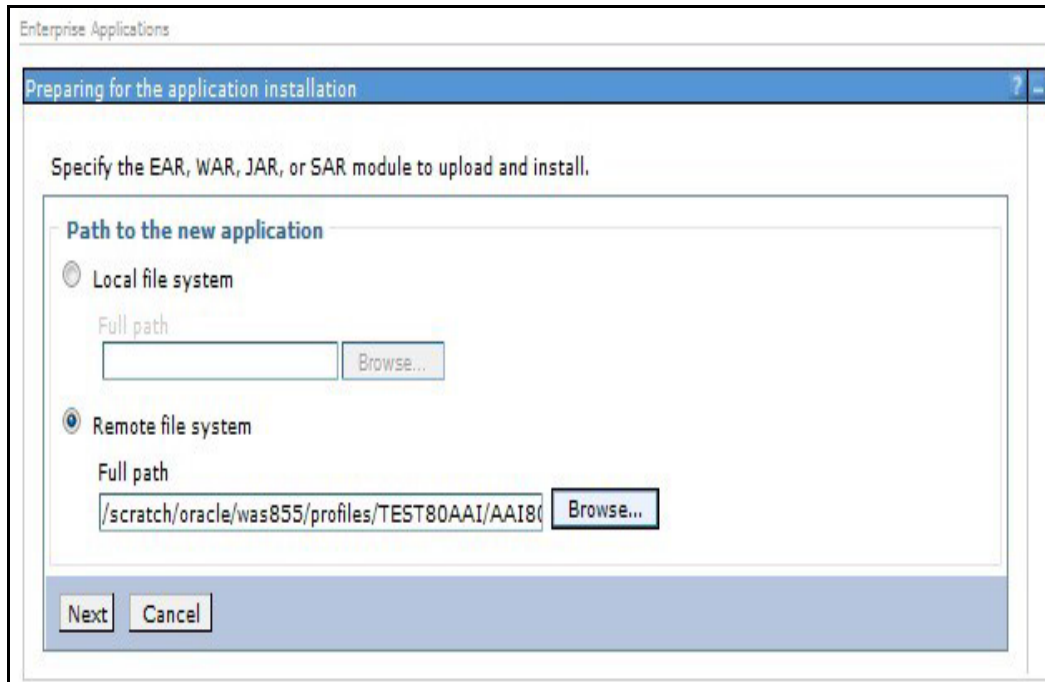 Enterprise Applications
Preparing for the application installation ? –
Specify the EAR, WAR, JAR, or SAR module to upload and install.
Path to the new application
Local file system
Full path
Browse...
Remote file system
Full path
/scratch/oracle/was855/profiles/TEST80AAI/AAI80 Browse...
Next Cancel